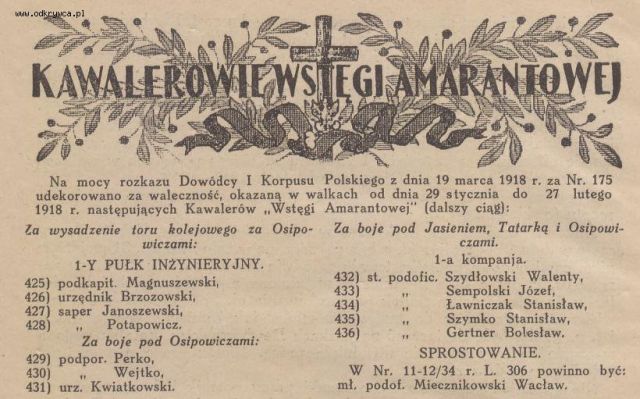 www.odkrywca.pl
KAWALEROWIE WSTĘGI AMARANTOWEJ
Na mocy rozkazu Dowódcy I Korpusu Polskiego z dnia 19 marca 1918 r. za Nr. 175
udekorowano za waleczność, okazaną w walkach od dnia 29 stycznia do 27 lutego
1918 r. następujących Kawalerów „Wstęgi Amarantowej" (dalszy ciąg):
Za wysadzenie toru kolejowego za Osipo-
wiczami:
1-Y PUŁK INŻYNIERYJNY.
425) podkapit. Magnuszewski,
426) urzędnik Brzozowski,
427) saper Janoszewski,
428) „ Potapowicz.
Za boje pod Osipowiczami:
429) podpor. Perko,
430) „ Wejtko,
431) urz. Kwiatkowski.
Za boje pod Jasieniem, Tatarką i Osipowi-
czami.
1-a kompanja.
432) st. podofic. Szydłowski Walenty,
433) „ Sempolski Józef,
434) „ Ławniczak Stanisław,
435) „ Szymko Stanisław,
436) „ Gertner Bolesław.
SPROSTOWANIE.
W Nr. 11-12/34 r. L. 306 powinno być:
mł. podof. Miecznikowski Wacław.